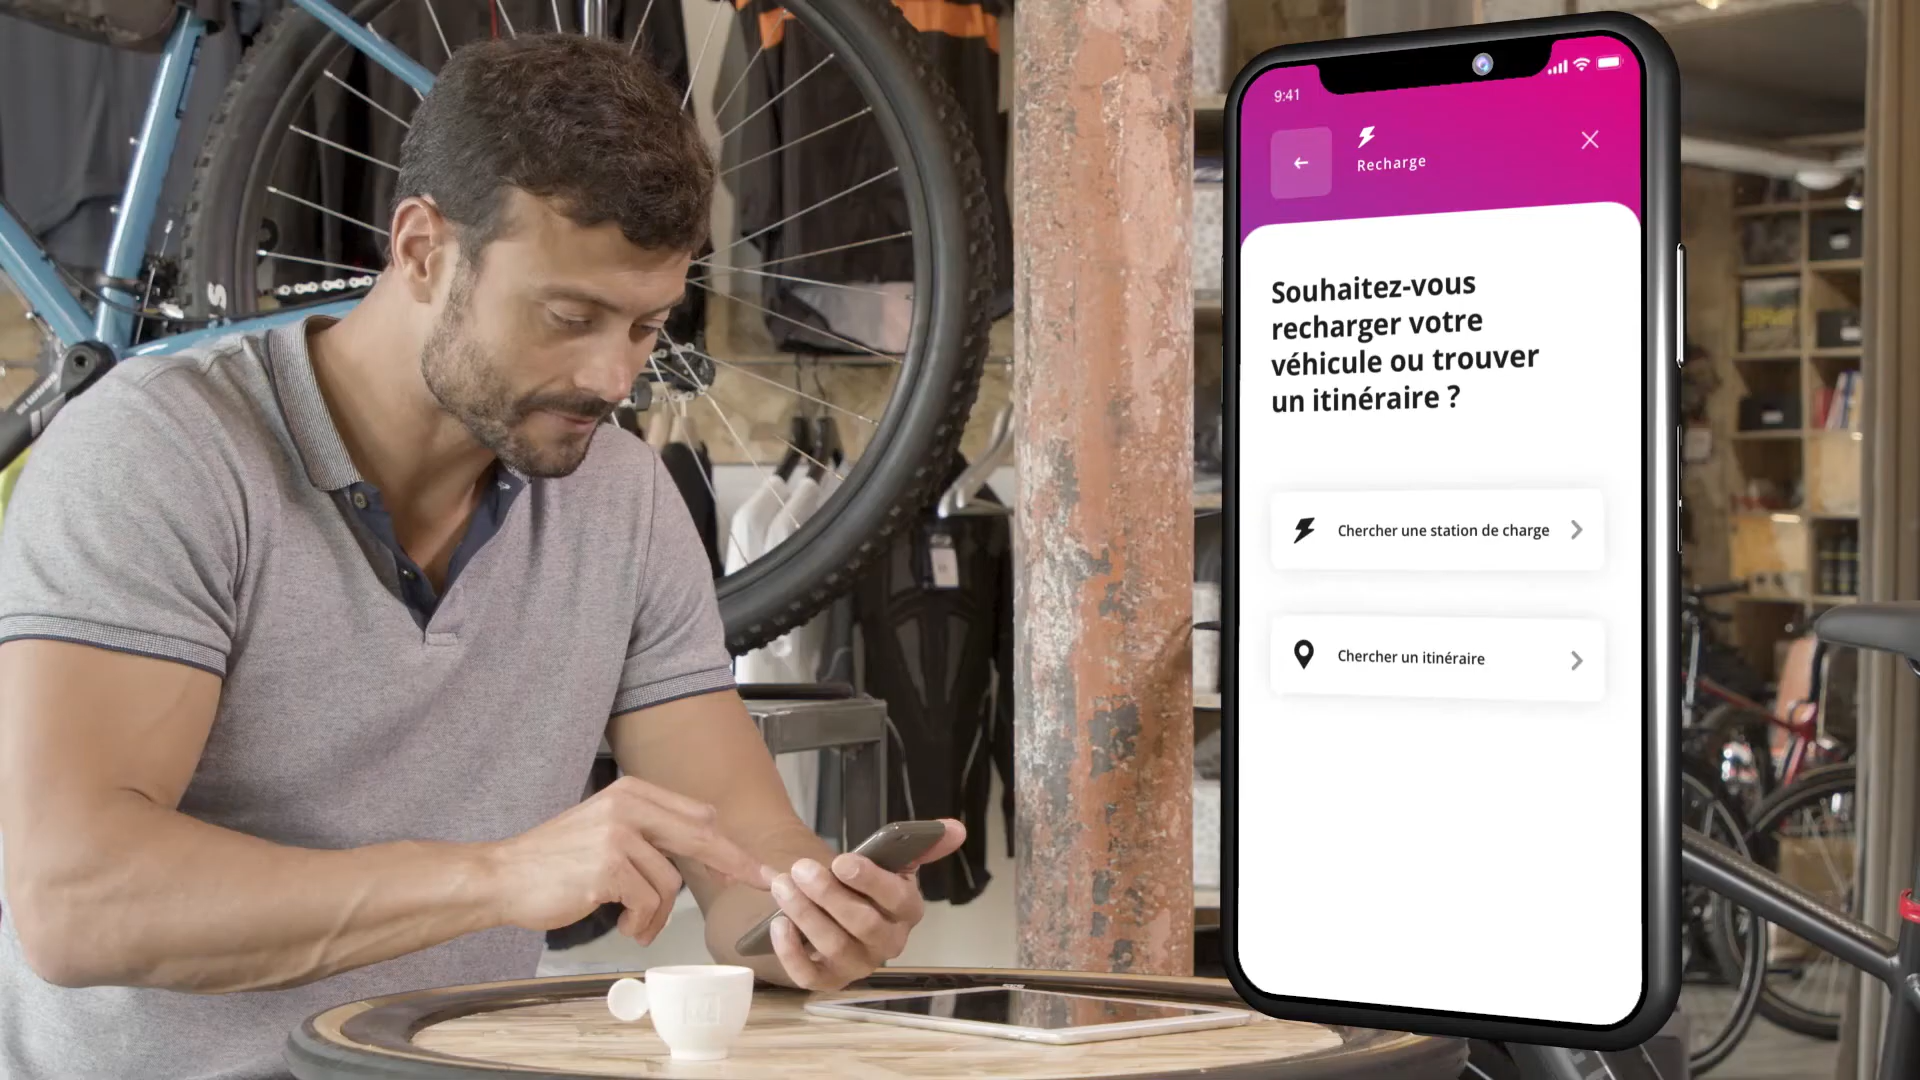 9:41
Recharge
Souhaitez-vous
recharger votre
véhicule ou trouver
un itinéraire ?
Chercher une station de charge
Chercher un itinéraire